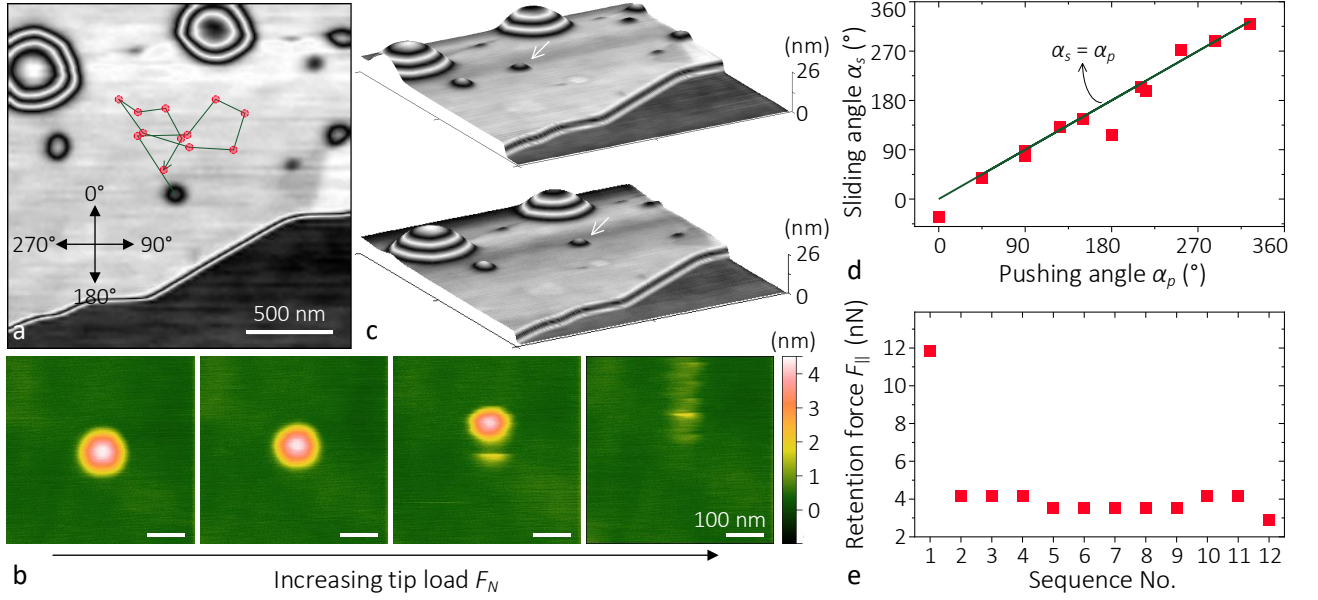 0°
270°
90°
180°
500 nm
a
(nm)
26
0
(nm)
26
0
c
360
270
180
90
0
Sliding angle αs (°)
αs = αp
0
90
180
270
360
Pushing angle αp (°)
d
(nm)
4
3
2
1
0
100 nm
b
Increasing tip load FN
12
10
8
6
4
2
Retention force F|| (nN)
1 2 3 4 5 6 7 8 9 10 11 12
Sequence No.
e